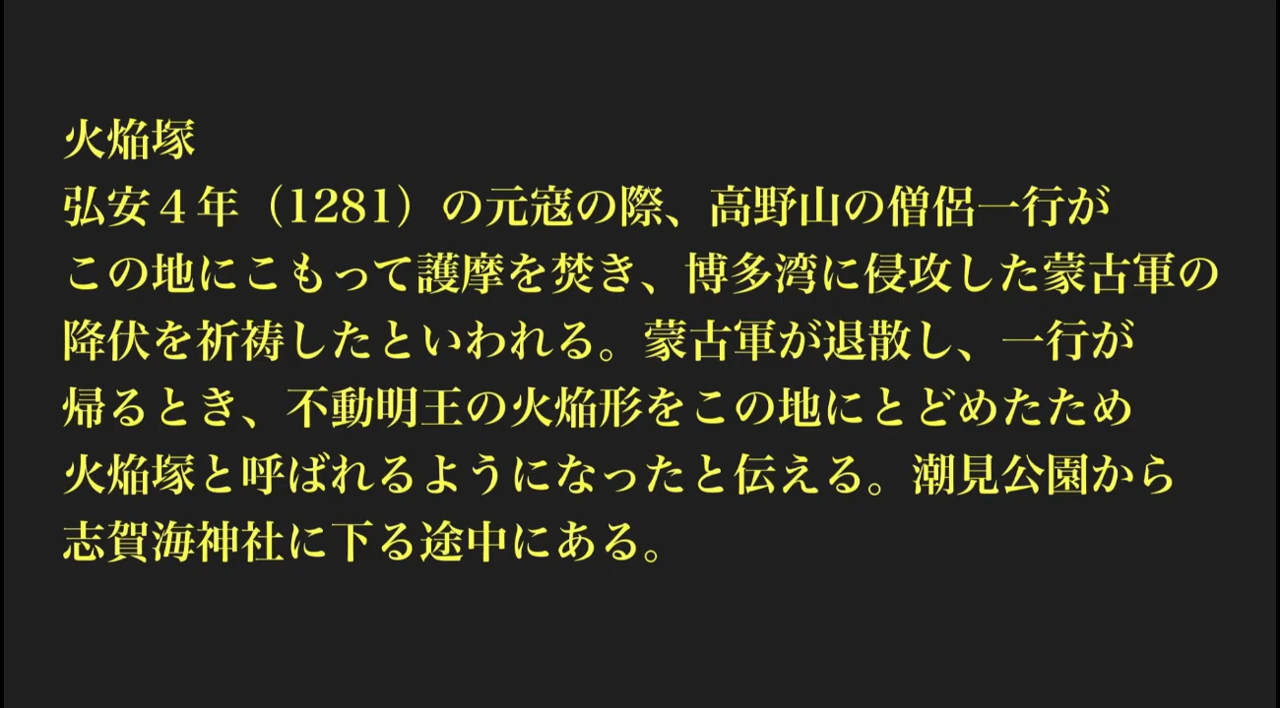 火焔塚
弘安４年（1281）の元寇の際、高野山の僧侶一行が
この地にこもって護摩を焚き、博多湾に侵攻した蒙古軍の
降伏を祈祷したといわれる。蒙古軍が退散し、一行が
帰るとき、不動明王の火焔形をこの地にとどめたため
火焔塚と呼ばれるようになったと伝える。潮見公園から
志賀海神社に下る途中にある。